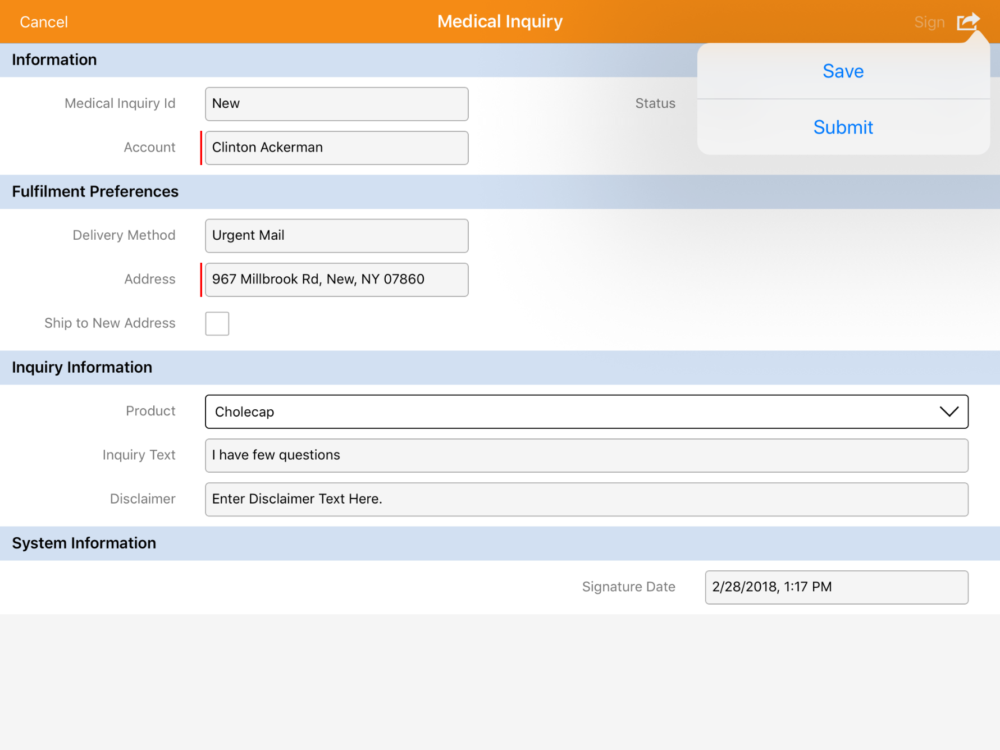 Cancel
Medical Inquiry
Sign
Save
Submit
Information
Medical Inquiry Id
New
Status
Account
Clinton Ackerman
Fulfilment Preferences
Delivery Method
Urgent Mail
Address
967 Millbrook Rd, New, NY 07860
Ship to New Address
Inquiry Information
Product
Cholecap
Inquiry Text
I have few questions
Disclaimer
Enter Disclaimer Text Here.
System Information
Signature Date
2/28/2018, 1:17 PM